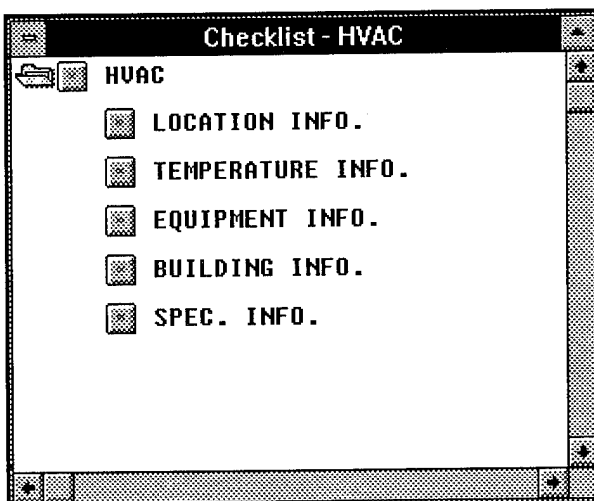 Checklist - HVAC
HVAC
LOCATION INFO.
TEMPERATURE INFO.
EQUIPMENT INFO.
BUILDING INFO.
SPEC. INFO.